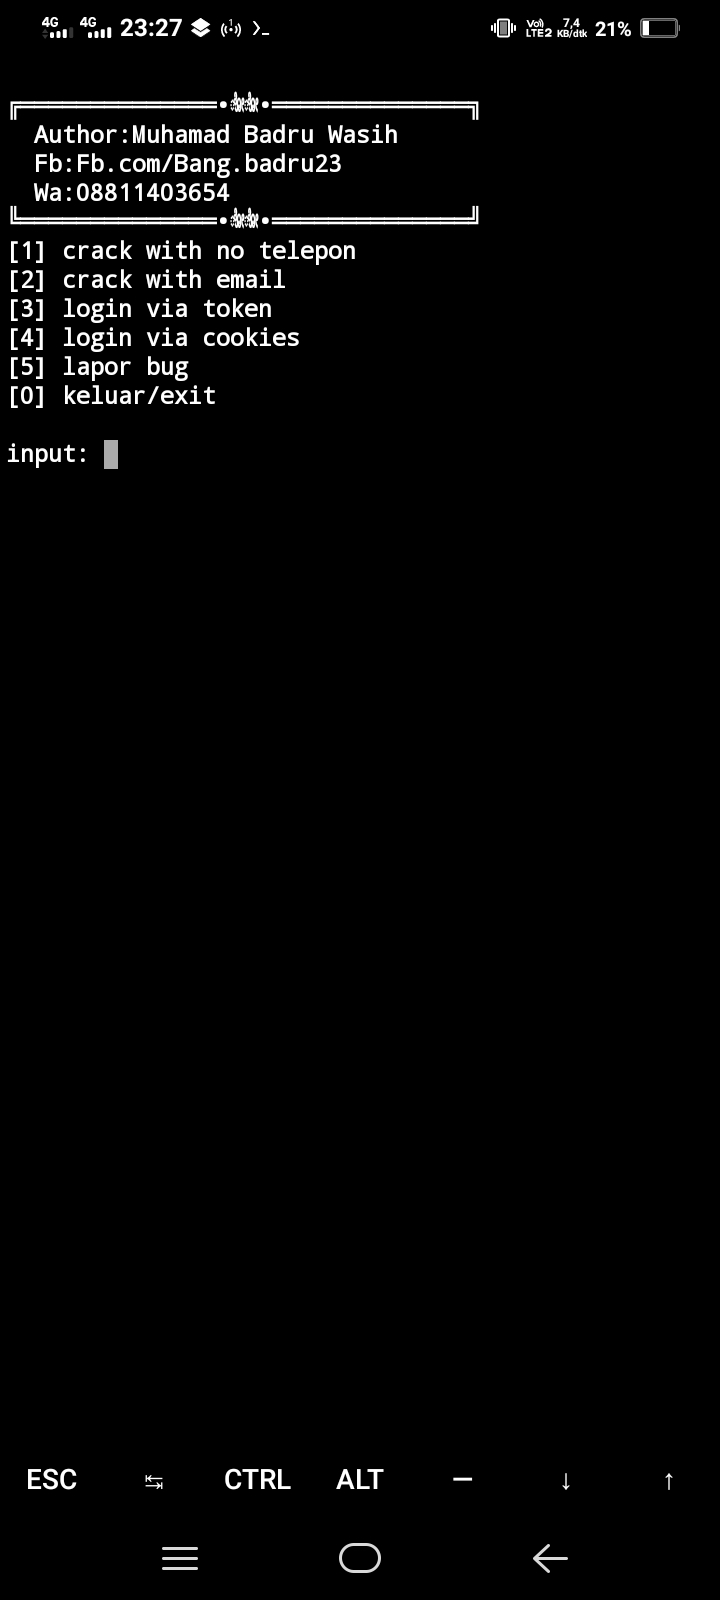 4G 4G 23:27 Vo) LTE2 7,4 KB/dtk 21%
Author:Muhamad Badru Wasih
Fb:Fb.com/Bang.badru23
Wa:08811403654
[1] crack with no telepon
[2] crack with email
[3] login via token
[4] login via cookies
[5] lapor bug
[0] keluar/exit
input:
ESC CTRL ALT — ↓ ↑